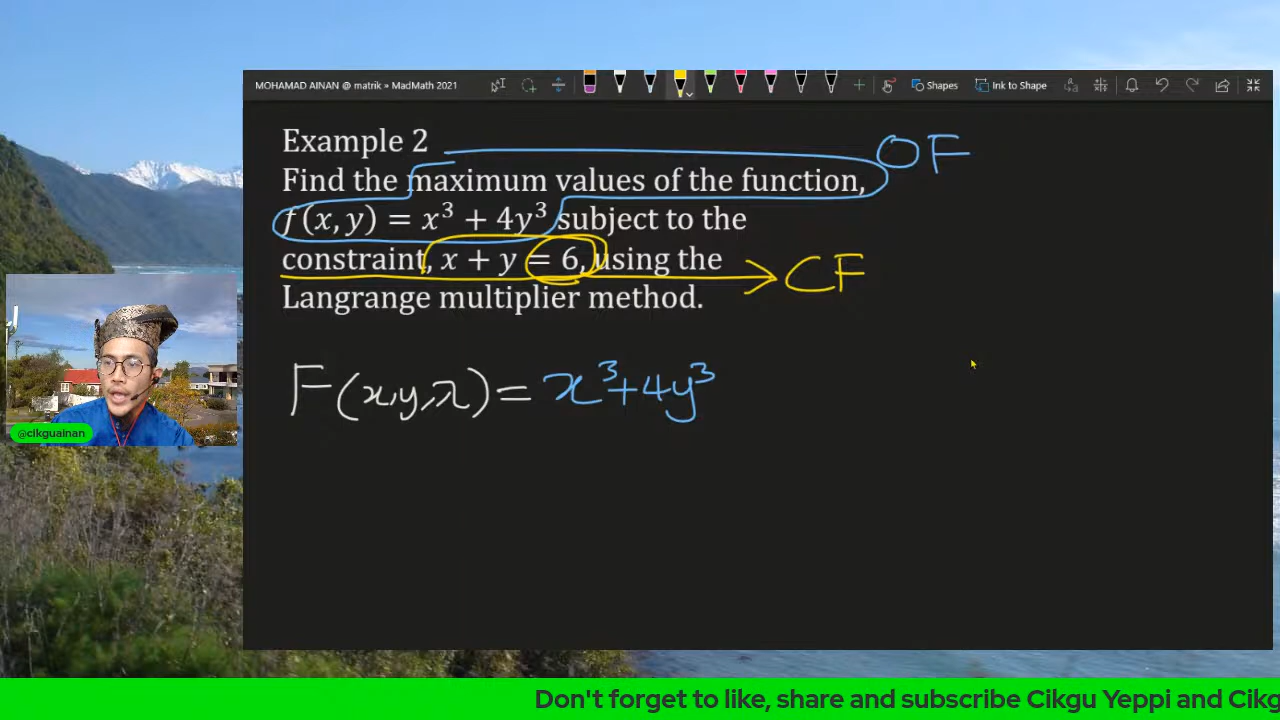 MOHAMAD AINAN @ matrik » MadMath 2021
Shapes
Ink to Shape
Example 2
OF
Find the maximum values of the function,
f(x, y) = x³ + 4y³ subject to the
constraint, x + y = 6, using the
CF
Langrange multiplier method.
F(x,y,λ) = x³+4y³
@cikguainan
Don't forget to like, share and subscribe Cikgu Yeppi and Cikg